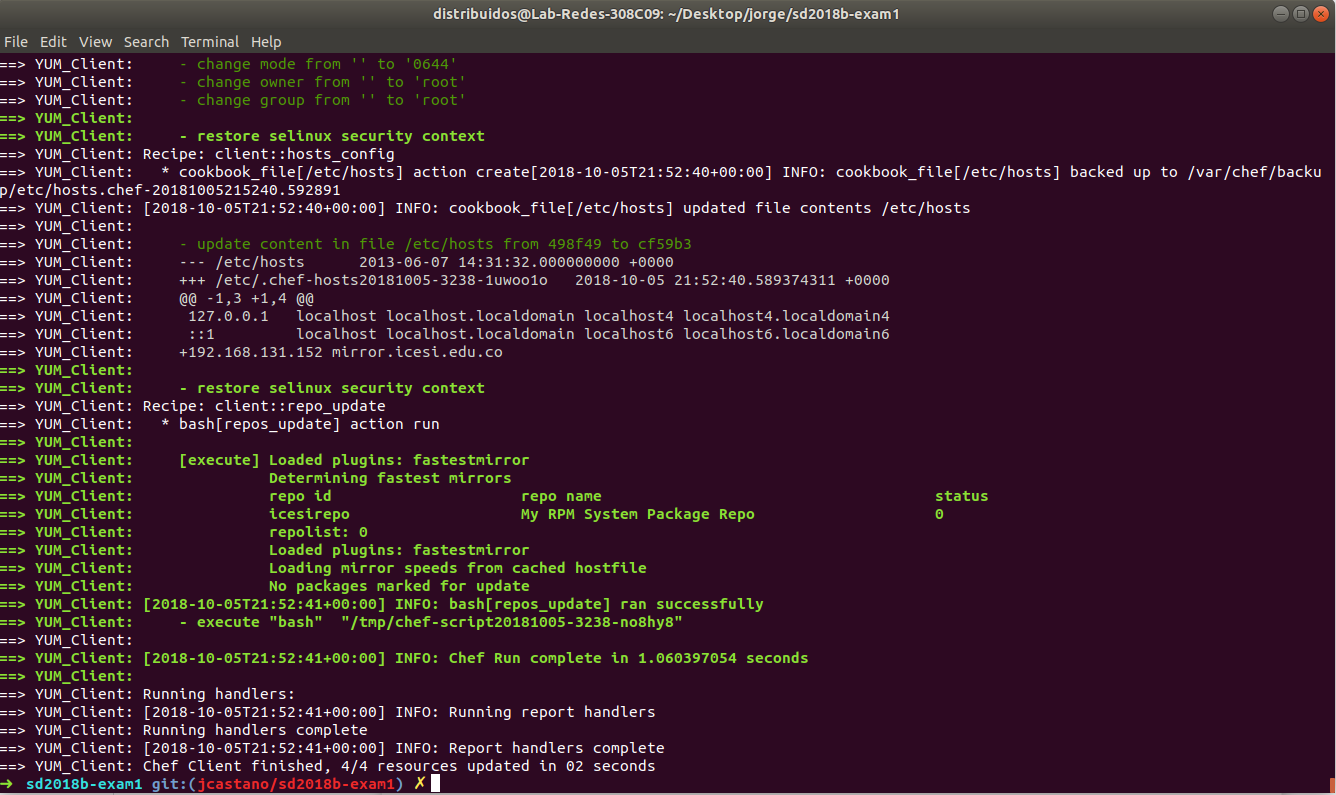 distribuidos@Lab-Redes-308C09: ~/Desktop/jorge/sd2018b-exam1
File Edit View Search Terminal Help
==> YUM_Client:     - change mode from '' to '0644'
==> YUM_Client:     - change owner from '' to 'root'
==> YUM_Client:     - change group from '' to 'root'
==> YUM_Client:
==> YUM_Client:     - restore selinux security context
==> YUM_Client: Recipe: client::hosts_config
==> YUM_Client:   * cookbook_file[/etc/hosts] action create[2018-10-05T21:52:40+00:00] INFO: cookbook_file[/etc/hosts] backed up to /var/chef/backu
p/etc/hosts.chef-20181005215240.592891
==> YUM_Client: [2018-10-05T21:52:40+00:00] INFO: cookbook_file[/etc/hosts] updated file contents /etc/hosts
==> YUM_Client:
==> YUM_Client:     - update content in file /etc/hosts from 498f49 to cf59b3
==> YUM_Client:     --- /etc/hosts      2013-06-07 14:31:32.000000000 +0000
==> YUM_Client:     +++ /etc/.chef-hosts20181005-3238-1uwoo1o   2018-10-05 21:52:40.589374311 +0000
==> YUM_Client:     @@ -1,3 +1,4 @@
==> YUM_Client:      127.0.0.1   localhost localhost.localdomain localhost4 localhost4.localdomain4
==> YUM_Client:      ::1         localhost localhost.localdomain localhost6 localhost6.localdomain6
==> YUM_Client:     +192.168.131.152 mirror.icesi.edu.co
==> YUM_Client:
==> YUM_Client:     - restore selinux security context
==> YUM_Client: Recipe: client::repo_update
==> YUM_Client:   * bash[repos_update] action run
==> YUM_Client:
==> YUM_Client:     [execute] Loaded plugins: fastestmirror
==> YUM_Client:               Determining fastest mirrors
==> YUM_Client:               repo id                     repo name                                     status
==> YUM_Client:               icesirepo                   My RPM System Package Repo                    0
==> YUM_Client:               repolist: 0
==> YUM_Client:               Loaded plugins: fastestmirror
==> YUM_Client:               Loading mirror speeds from cached hostfile
==> YUM_Client:               No packages marked for update
==> YUM_Client: [2018-10-05T21:52:41+00:00] INFO: bash[repos_update] ran successfully
==> YUM_Client:     - execute "bash"  "/tmp/chef-script20181005-3238-no8hy8"
==> YUM_Client:
==> YUM_Client: [2018-10-05T21:52:41+00:00] INFO: Chef Run complete in 1.060397054 seconds
==> YUM_Client:
==> YUM_Client: Running handlers:
==> YUM_Client: [2018-10-05T21:52:41+00:00] INFO: Running report handlers
==> YUM_Client: Running handlers complete
==> YUM_Client: [2018-10-05T21:52:41+00:00] INFO: Report handlers complete
==> YUM_Client: Chef Client finished, 4/4 resources updated in 02 seconds
→ sd2018b-exam1 git:(jcastano/sd2018b-exam1) ✗